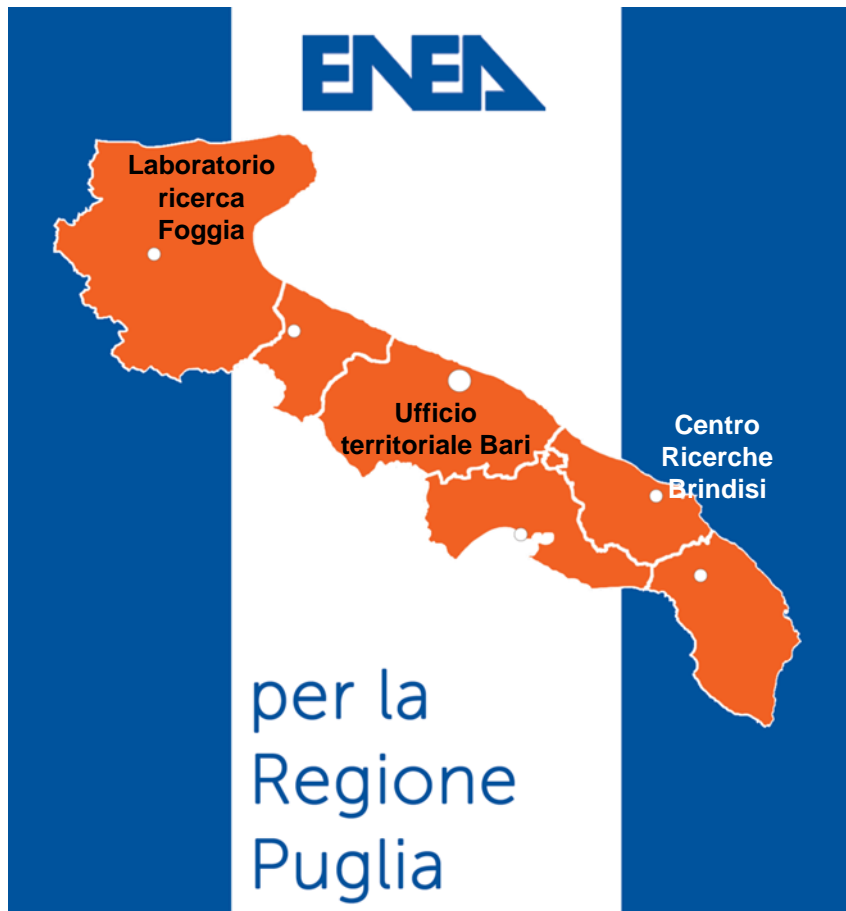 ENEA
Laboratorio
ricerca
Foggia
Ufficio
territoriale Bari
Centro
Ricerche
Brindisi
per la
Regione
Puglia